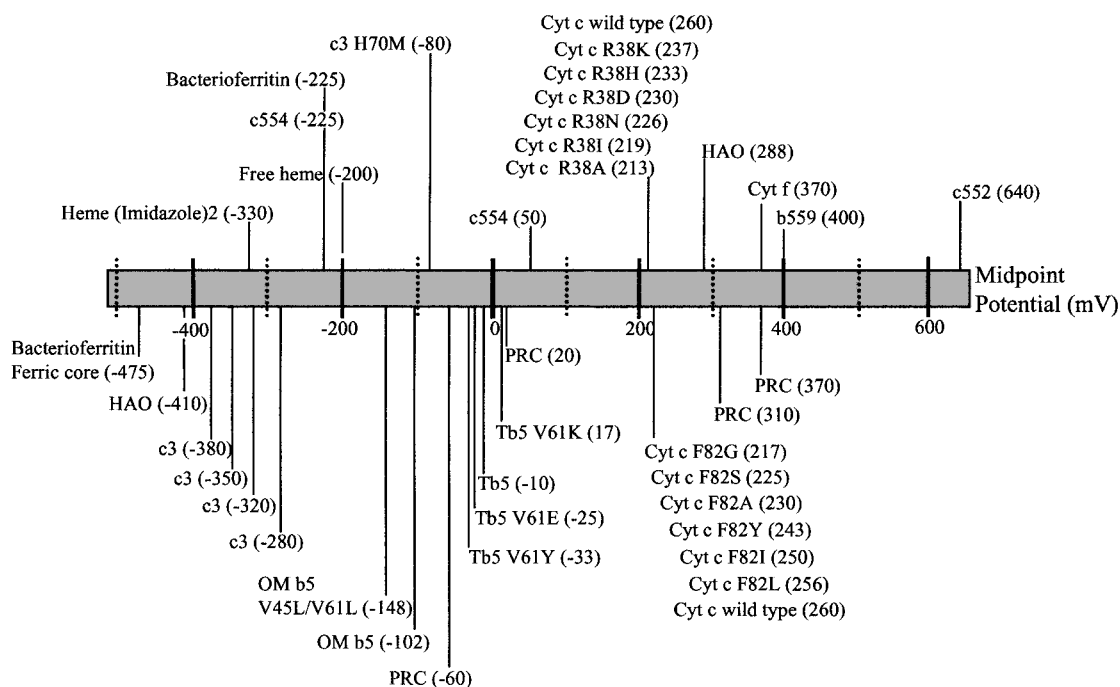 Cyt c wild type (260)
c3 H70M (-80)
Cyt c R38K (237)
Cyt c R38H (233)
Bacterioferritin (-225)
Cyt c R38D (230)
c554 (-225)
Cyt c R38N (226)
Cyt c R38I (219)
HAO (288)
Free heme (-200)
Cyt c R38A (213)
Cyt f (370)
c552 (640)
Heme (Imidazole)2 (-330)
c554 (50)
b559 (400)
Midpoint
Potential (mV)
-400
-200
0
200
400
600
Bacterioferritin
Ferric core (-475)
PRC (20)
PRC (370)
HAO (-410)
PRC (310)
Tb5 V61K (17)
c3 (-380)
Cyt c F82G (217)
c3 (-350)
Tb5 (-10)
Cyt c F82S (225)
c3 (-320)
Cyt c F82A (230)
Tb5 V61E (-25)
c3 (-280)
Cyt c F82Y (243)
Tb5 V61Y (-33)
Cyt c F82I (250)
OM b5
V45L/V61L (-148)
Cyt c F82L (256)
Cyt c wild type (260)
OM b5 (-102)
PRC (-60)